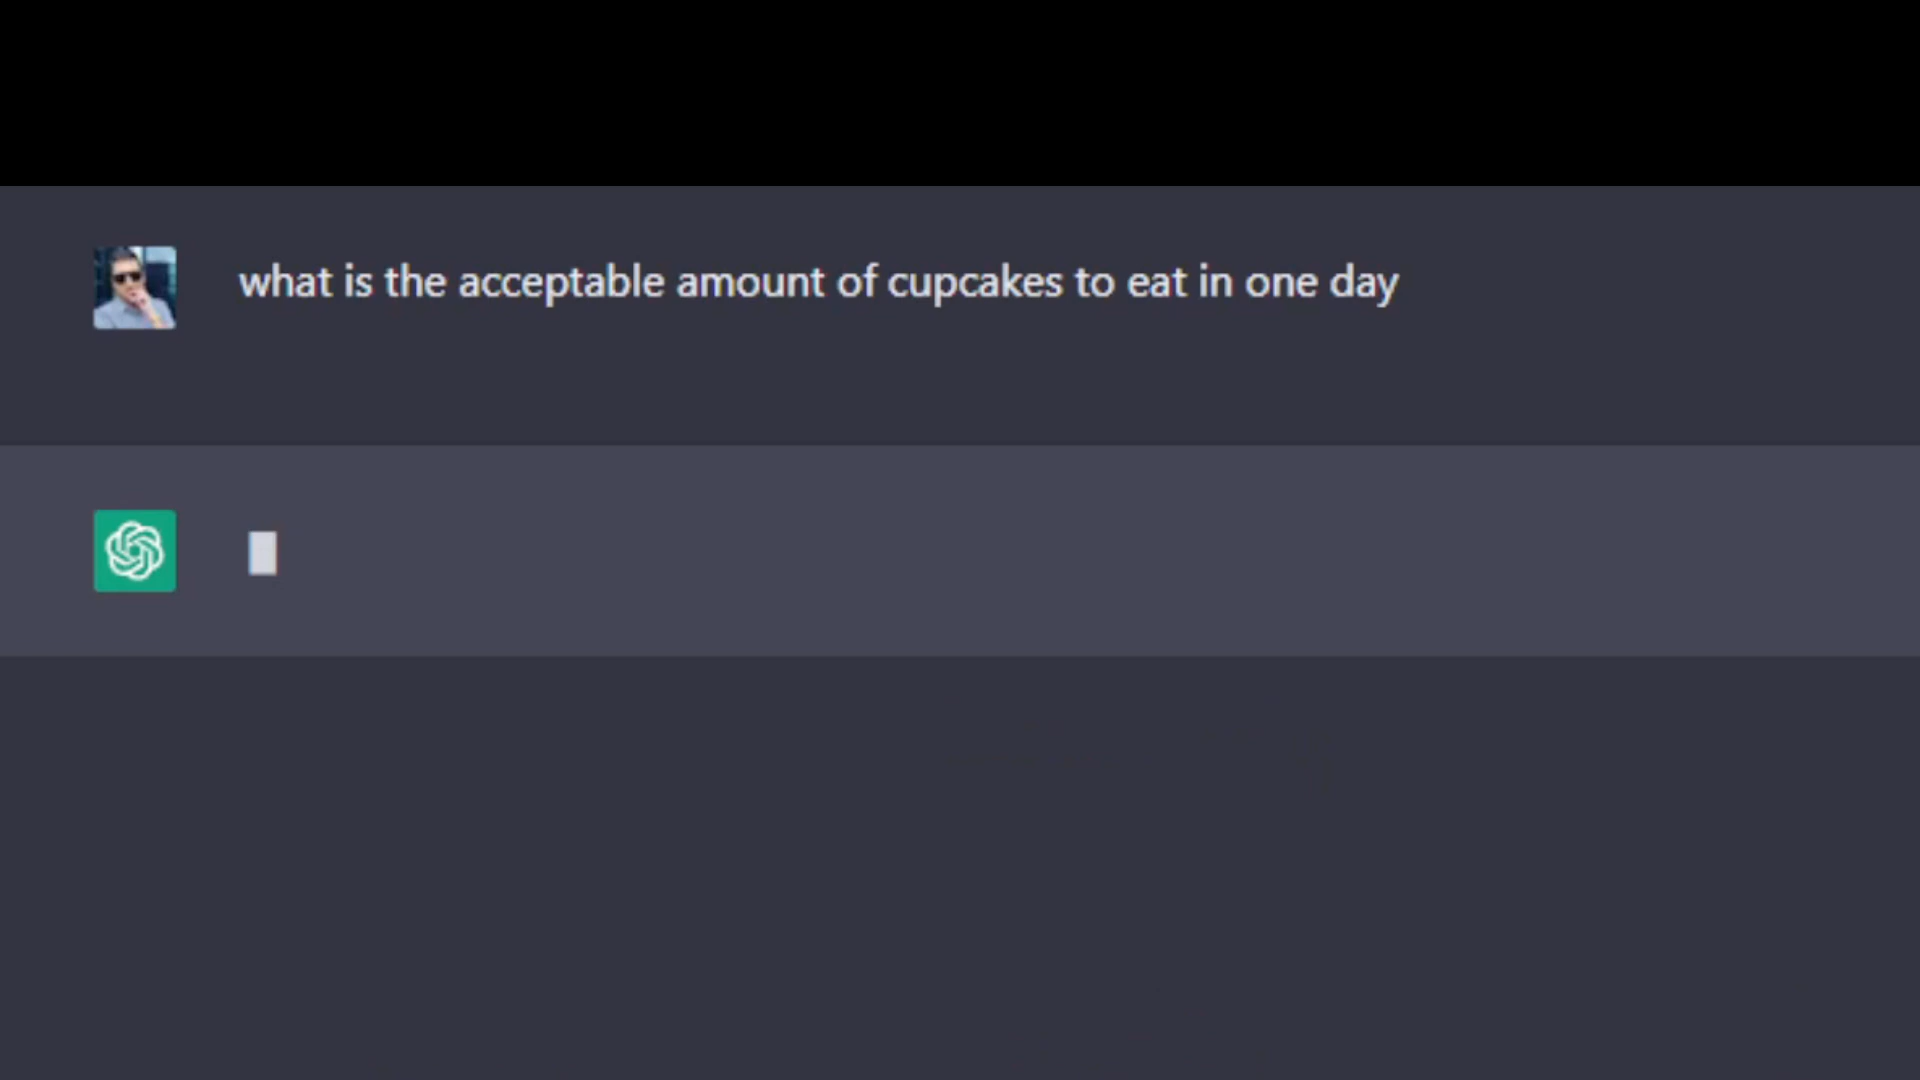 what is the acceptable amount of cupcakes to eat in one day